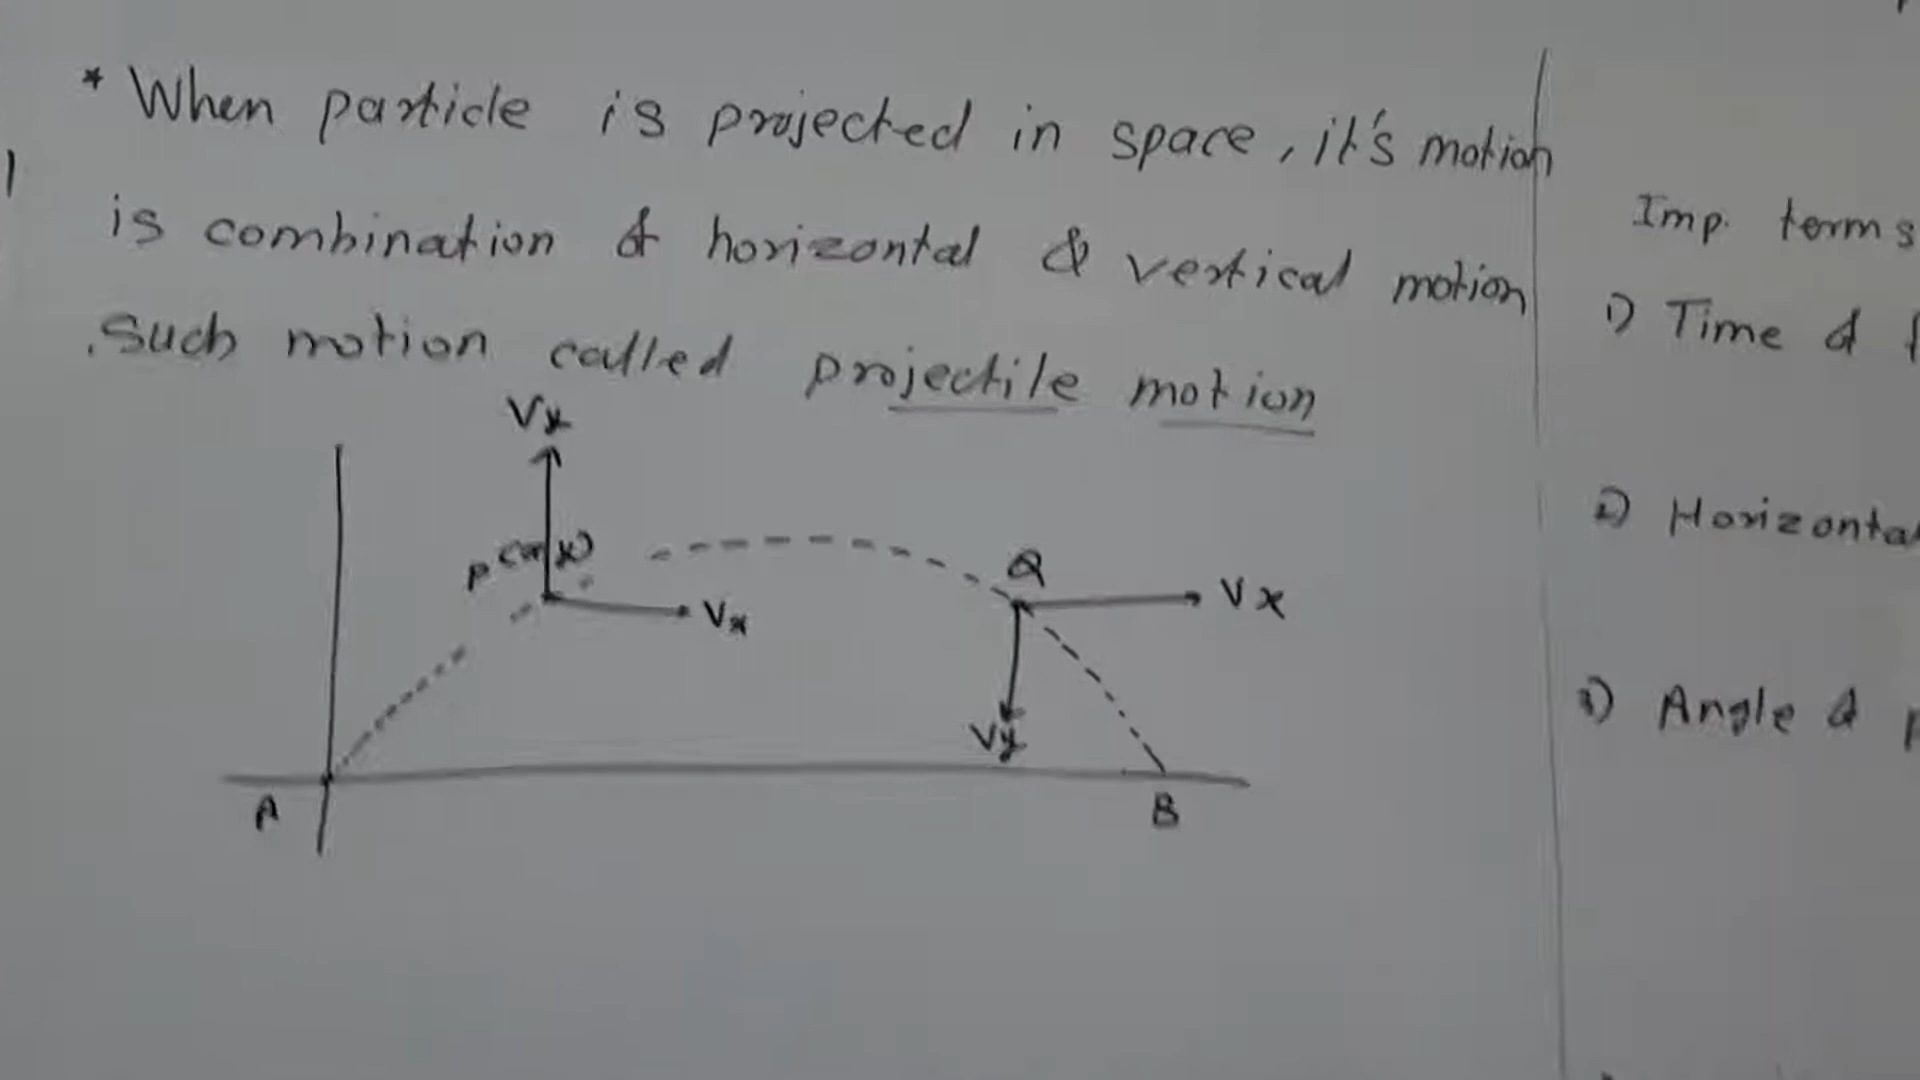 * When particle is projected in space, it's motion
is combination of horizontal & vertical motion
. Such motion called projectile motion
Vy
P (x, y)
Vx
Q
Vx
Vy
A
B
Imp. terms
1) Time of
2) Horizontal
3) Angle of